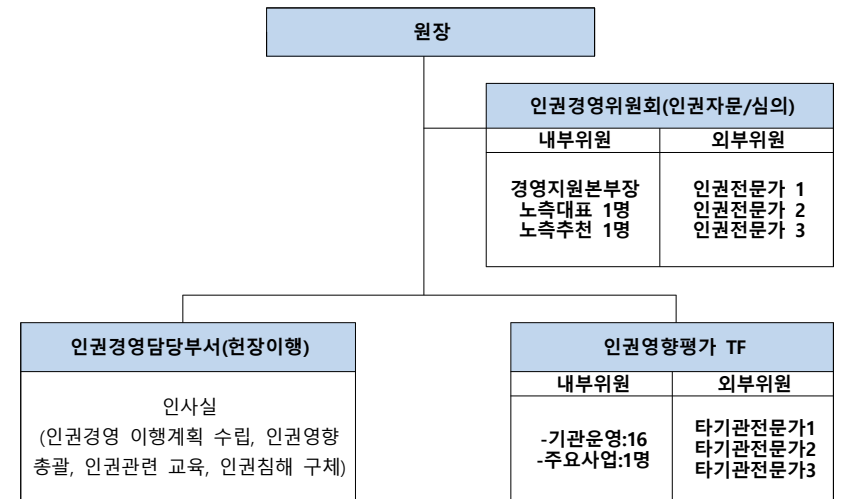 원장
인권경영위원회(인권자문/심의)
내부위원
외부위원
경영지원본부장
노측대표 1명
노측추천 1명
인권전문가 1
인권전문가 2
인권전문가 3
인권경영담당부서(헌장이행)
인사실
(인권경영 이행계획 수립, 인권영향
총괄, 인권관련 교육, 인권침해 구체)
인권영향평가 TF
내부위원
외부위원
-기관운영:16
-주요사업:1명
타기관전문가1
타기관전문가2
타기관전문가3